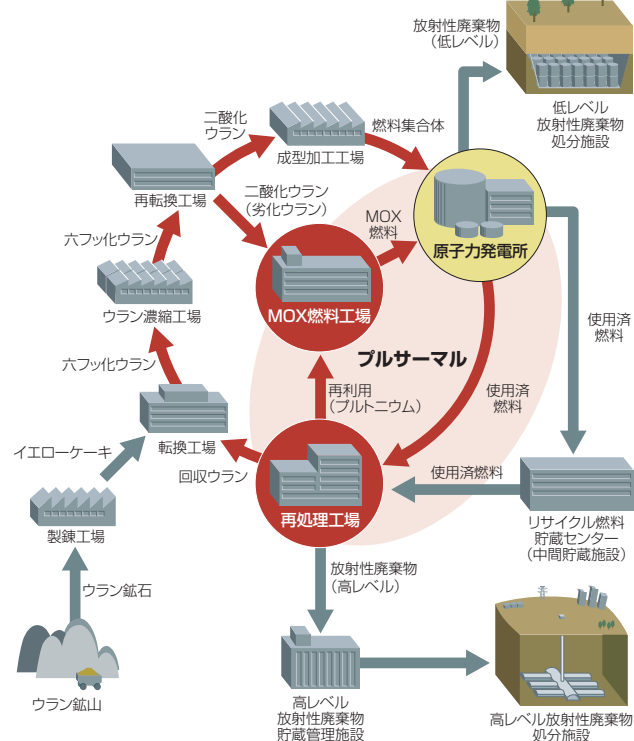 放射性廃棄物
（低レベル）
低レベル
放射性廃棄物
処分施設
二酸化
ウラン
成型加工工場
燃料集合体
再転換工場
二酸化ウラン
（劣化ウラン）
MOX
燃料
原子力発電所
六フッ化ウラン
ウラン濃縮工場
MOX燃料工場
使用済
燃料
プルサーマル
六フッ化ウラン
再利用
（プルトニウム）
使用済
燃料
転換工場
イエローケーキ
回収ウラン
使用済燃料
製錬工場
再処理工場
リサイクル燃料
貯蔵センター
（中間貯蔵施設）
放射性廃棄物
（高レベル）
ウラン鉱石
ウラン鉱山
高レベル
放射性廃棄物
貯蔵管理施設
高レベル放射性廃棄物
処分施設